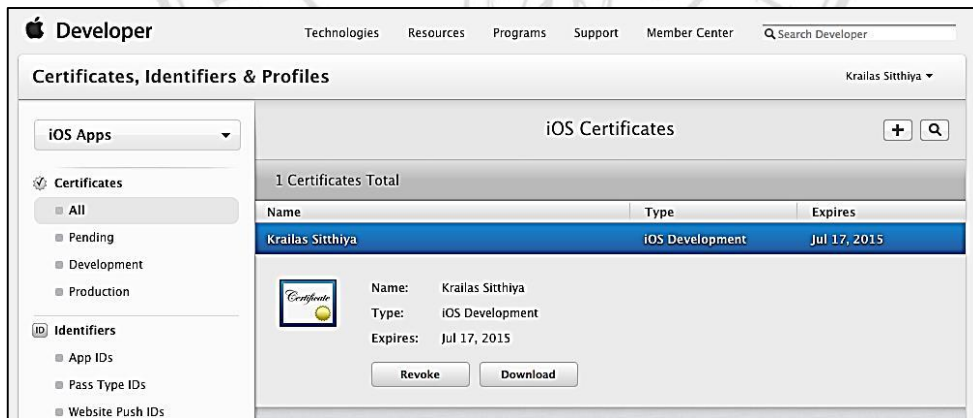 Developer
Technologies Resources Programs Support Member Center Search Developer
Certificates, Identifiers & Profiles Krailas Sitthiya
iOS Apps
iOS Certificates
Certificates
1 Certificates Total
All
Name Type Expires
Pending
Krailas Sitthiya iOS Development Jul 17, 2015
Development
Production
Certificate
Name: Krailas Sitthiya
Type: iOS Development
Expires: Jul 17, 2015
ID Identifiers
App IDs
Revoke Download
Pass Type IDs
Website Push IDs